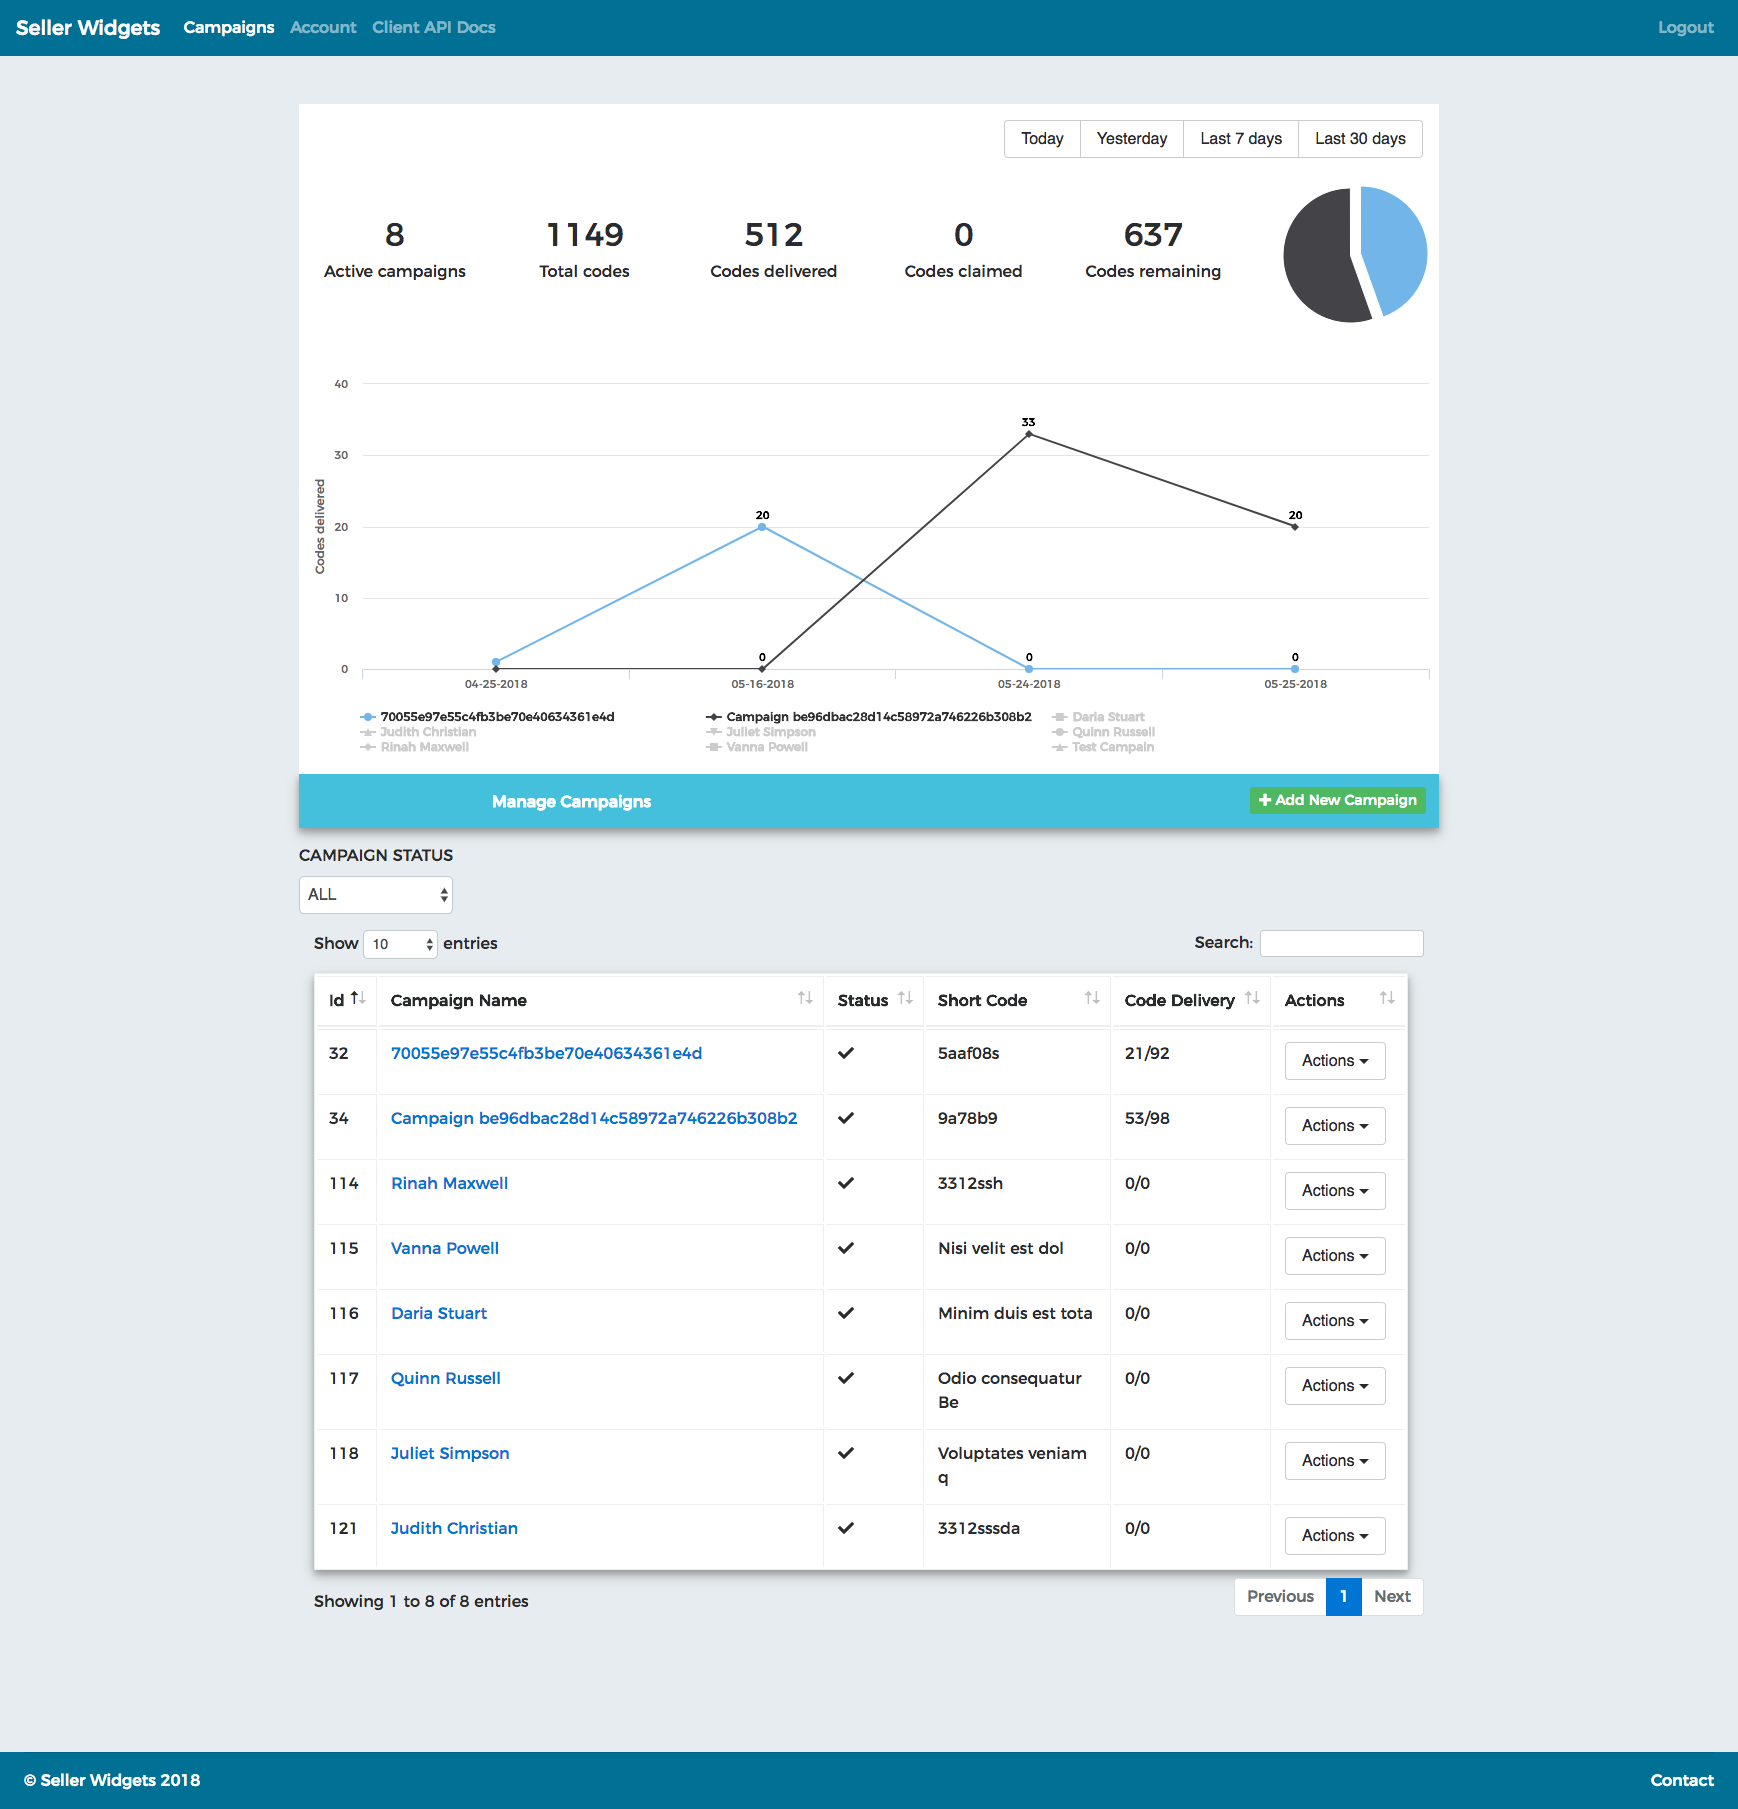 Seller Widgets Campaigns Account Client API Docs Logout
Today Yesterday Last 7 days Last 30 days
8 1149 512 0 637
Active campaigns Total codes Codes delivered Codes claimed Codes remaining
40
33
30
Codes delivered
20 20 20
10
0 0 0 0
04-25-2018 05-16-2018 05-24-2018 05-25-2018
70055e97e55c4fb3be70e40634361e4d Campaign be96dbac28d14c58972a746226b308b2 Daria Stuart
Judith Christian Juliet Simpson Quinn Russell
Rinah Maxwell Vanna Powell Test Campain
Manage Campaigns Add New Campaign
CAMPAIGN STATUS
ALL
Show 10 entries Search:
Id Campaign Name Status Short Code Code Delivery Actions
32 70055e97e55c4fb3be70e40634361e4d 5aaf08s 21/92 Actions
34 Campaign be96dbac28d14c58972a746226b308b2 9a78b9 53/98 Actions
114 Rinah Maxwell 3312ssh 0/0 Actions
115 Vanna Powell Nisi velit est dol 0/0 Actions
116 Daria Stuart Minim duis est tota 0/0 Actions
117 Quinn Russell Odio consequatur 0/0 Actions
Be
118 Juliet Simpson Voluptates veniam 0/0 Actions
q
121 Judith Christian 3312sssda 0/0 Actions
Showing 1 to 8 of 8 entries Previous 1 Next
© Seller Widgets 2018 Contact